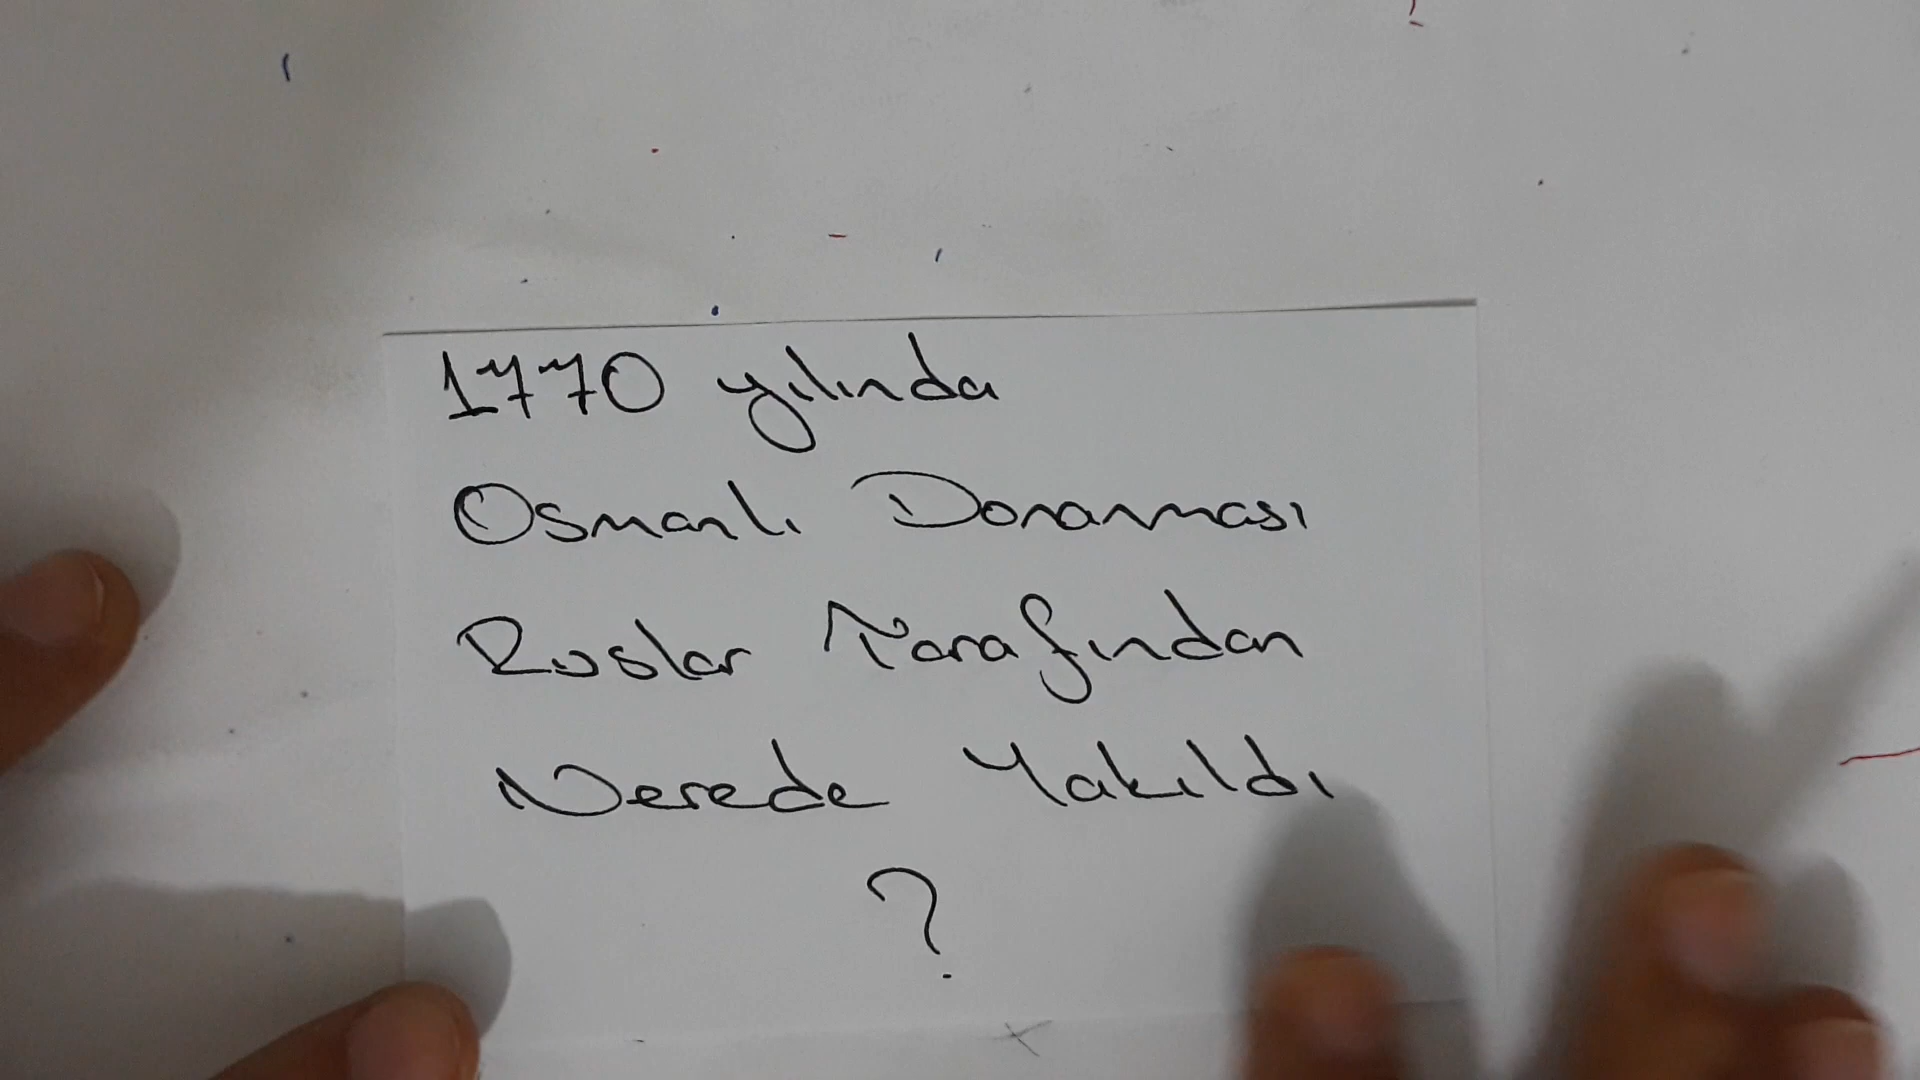 1770 yılında
Osmanlı Donanması
Ruslar Tarafından
Nerede Yakıldı
?